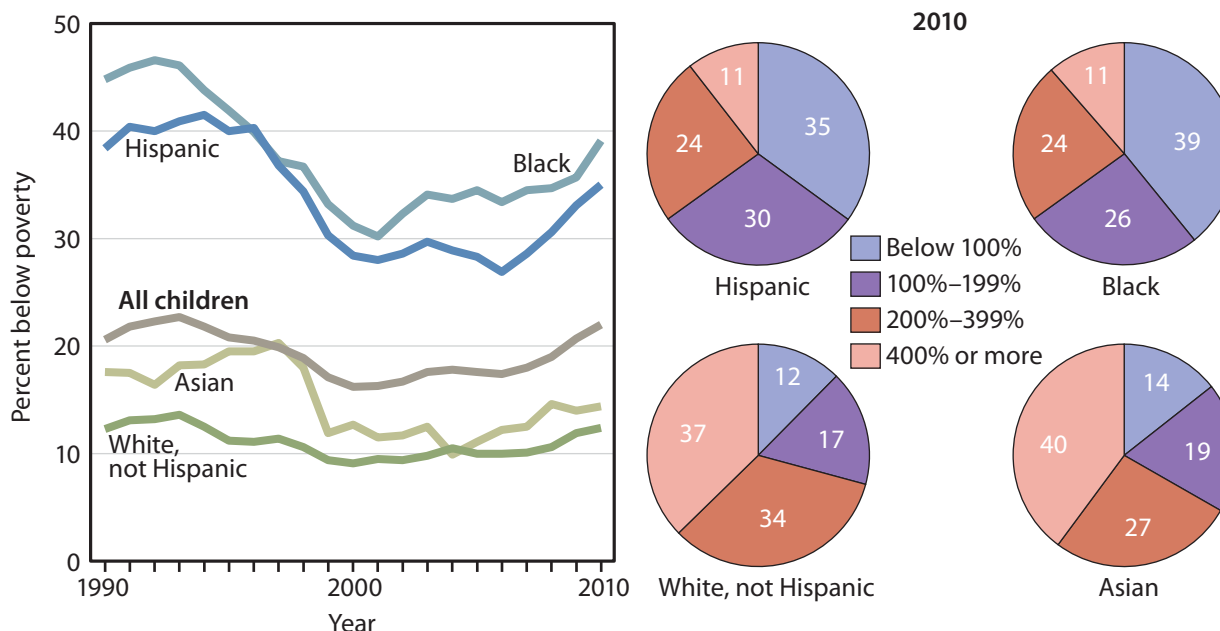 50
40
30
20
10
0
Percent below poverty
Hispanic
Black
All children
Asian
White,
not Hispanic
1990
2000
2010
Year
2010
11
35
24
30
Hispanic
11
39
24
26
Black
Below 100%
100%–199%
200%–399%
400% or more
12
37
17
34
White, not Hispanic
14
40
19
27
Asian